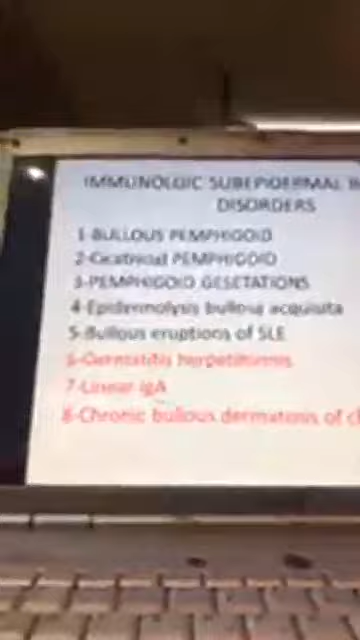 IMMUNOLGIC SUBEPIDERMAL
DISORDERS
1-BULLOUS PEMPHIGOID
2-Cicatricial PEMPHIGOID
3-PEMPHIGOID GESETATIONS
4-Epidermolysis bullosa acquisita
5-Bullous eruptions of SLE
6-Dermatitis herpetiformis
7-Linear IgA
8-Chronic bullous dermatosis of